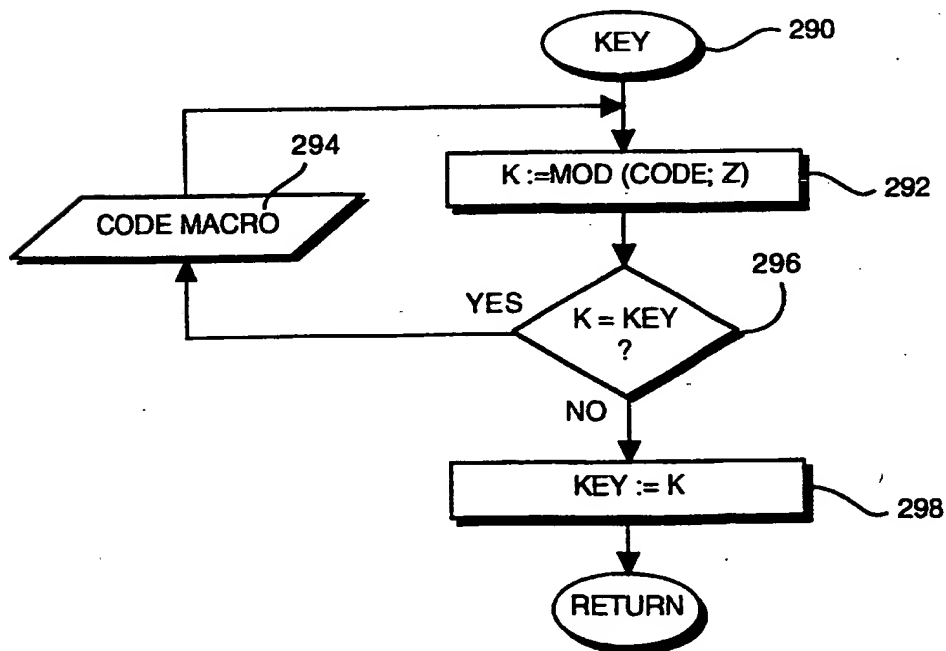 KEY
290
294
K :=MOD (CODE; Z)
292
CODE MACRO
296
YES
K = KEY
?
NO
KEY := K
298
RETURN